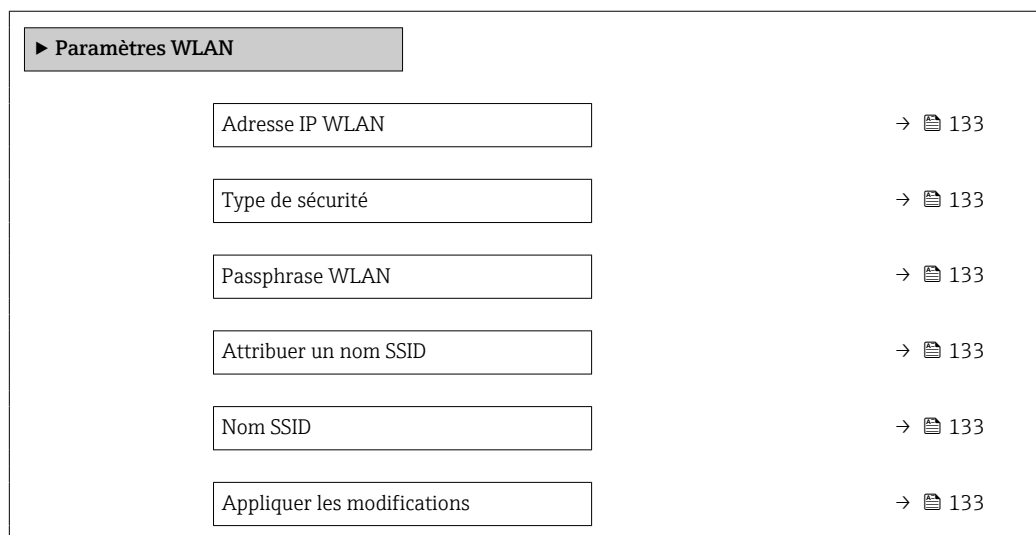 ▶ Paramètres WLAN
Adresse IP WLAN → 133
Type de sécurité → 133
Passphrase WLAN → 133
Attribuer un nom SSID → 133
Nom SSID → 133
Appliquer les modifications → 133